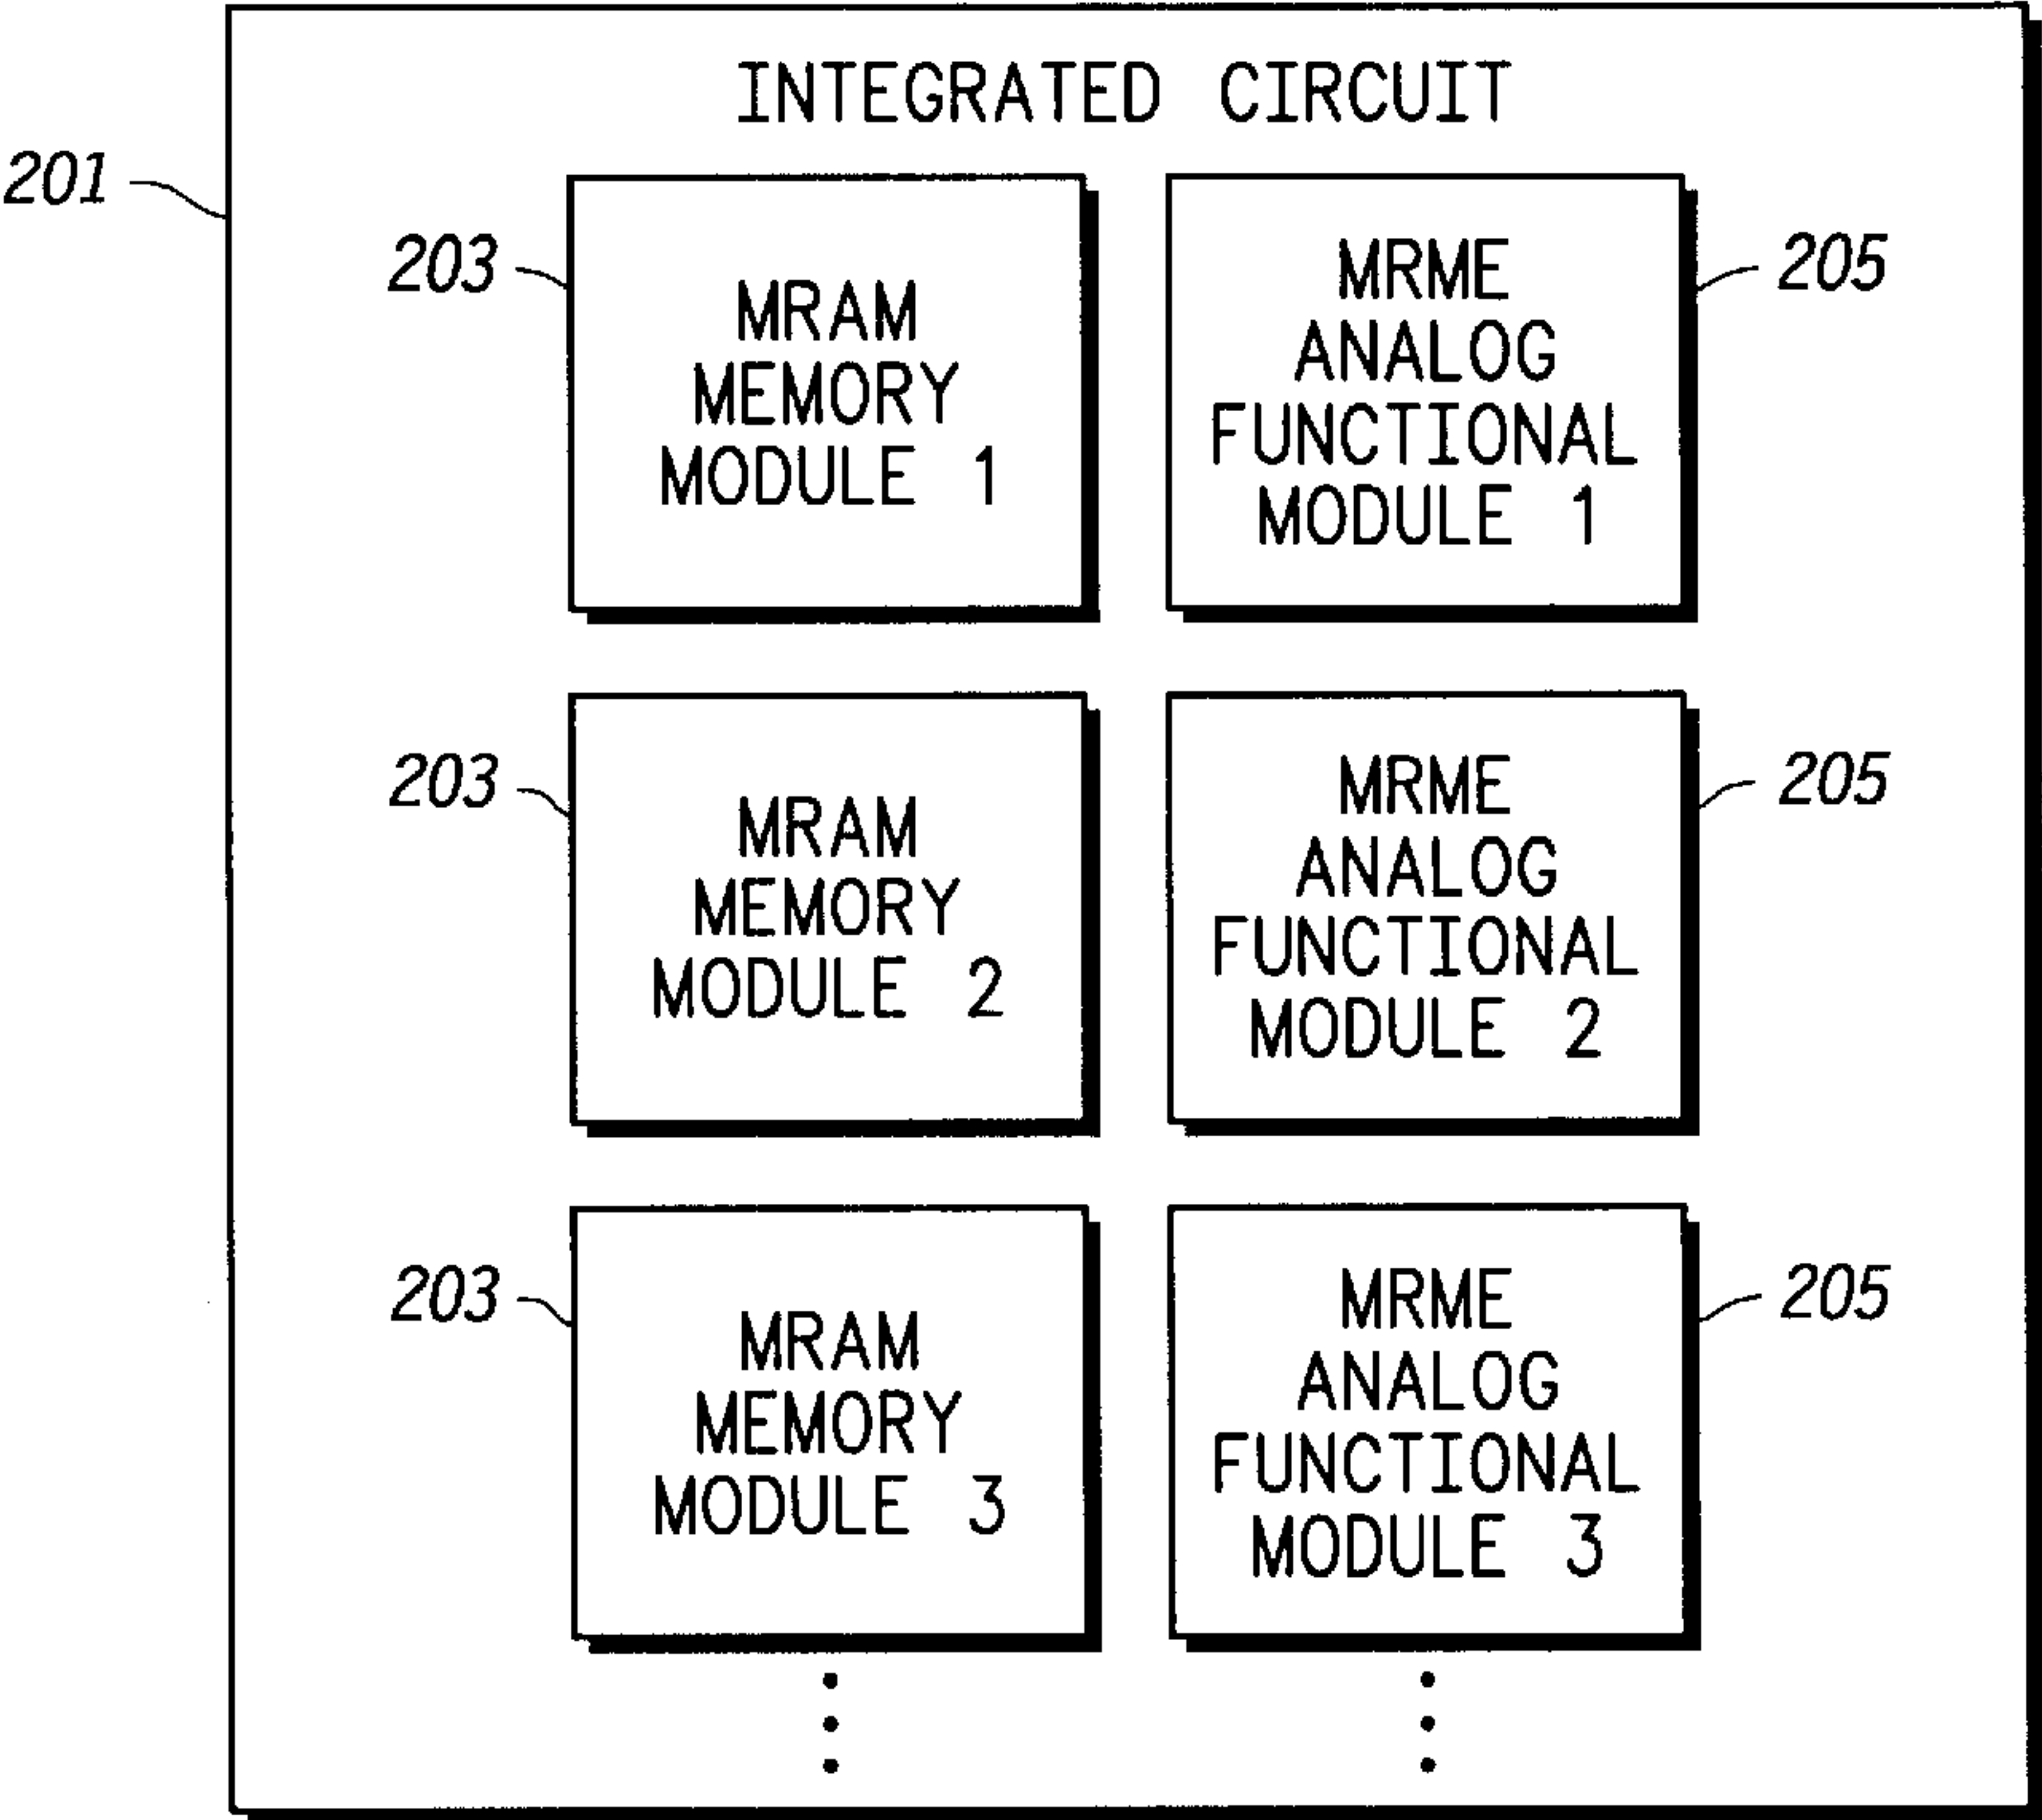 INTEGRATED CIRCUIT
201
203
MRAM
MEMORY
MODULE 1
MRME
ANALOG
FUNCTIONAL
MODULE 1
205
203
MRAM
MEMORY
MODULE 2
MRME
ANALOG
FUNCTIONAL
MODULE 2
205
203
MRAM
MEMORY
MODULE 3
MRME
ANALOG
FUNCTIONAL
MODULE 3
205